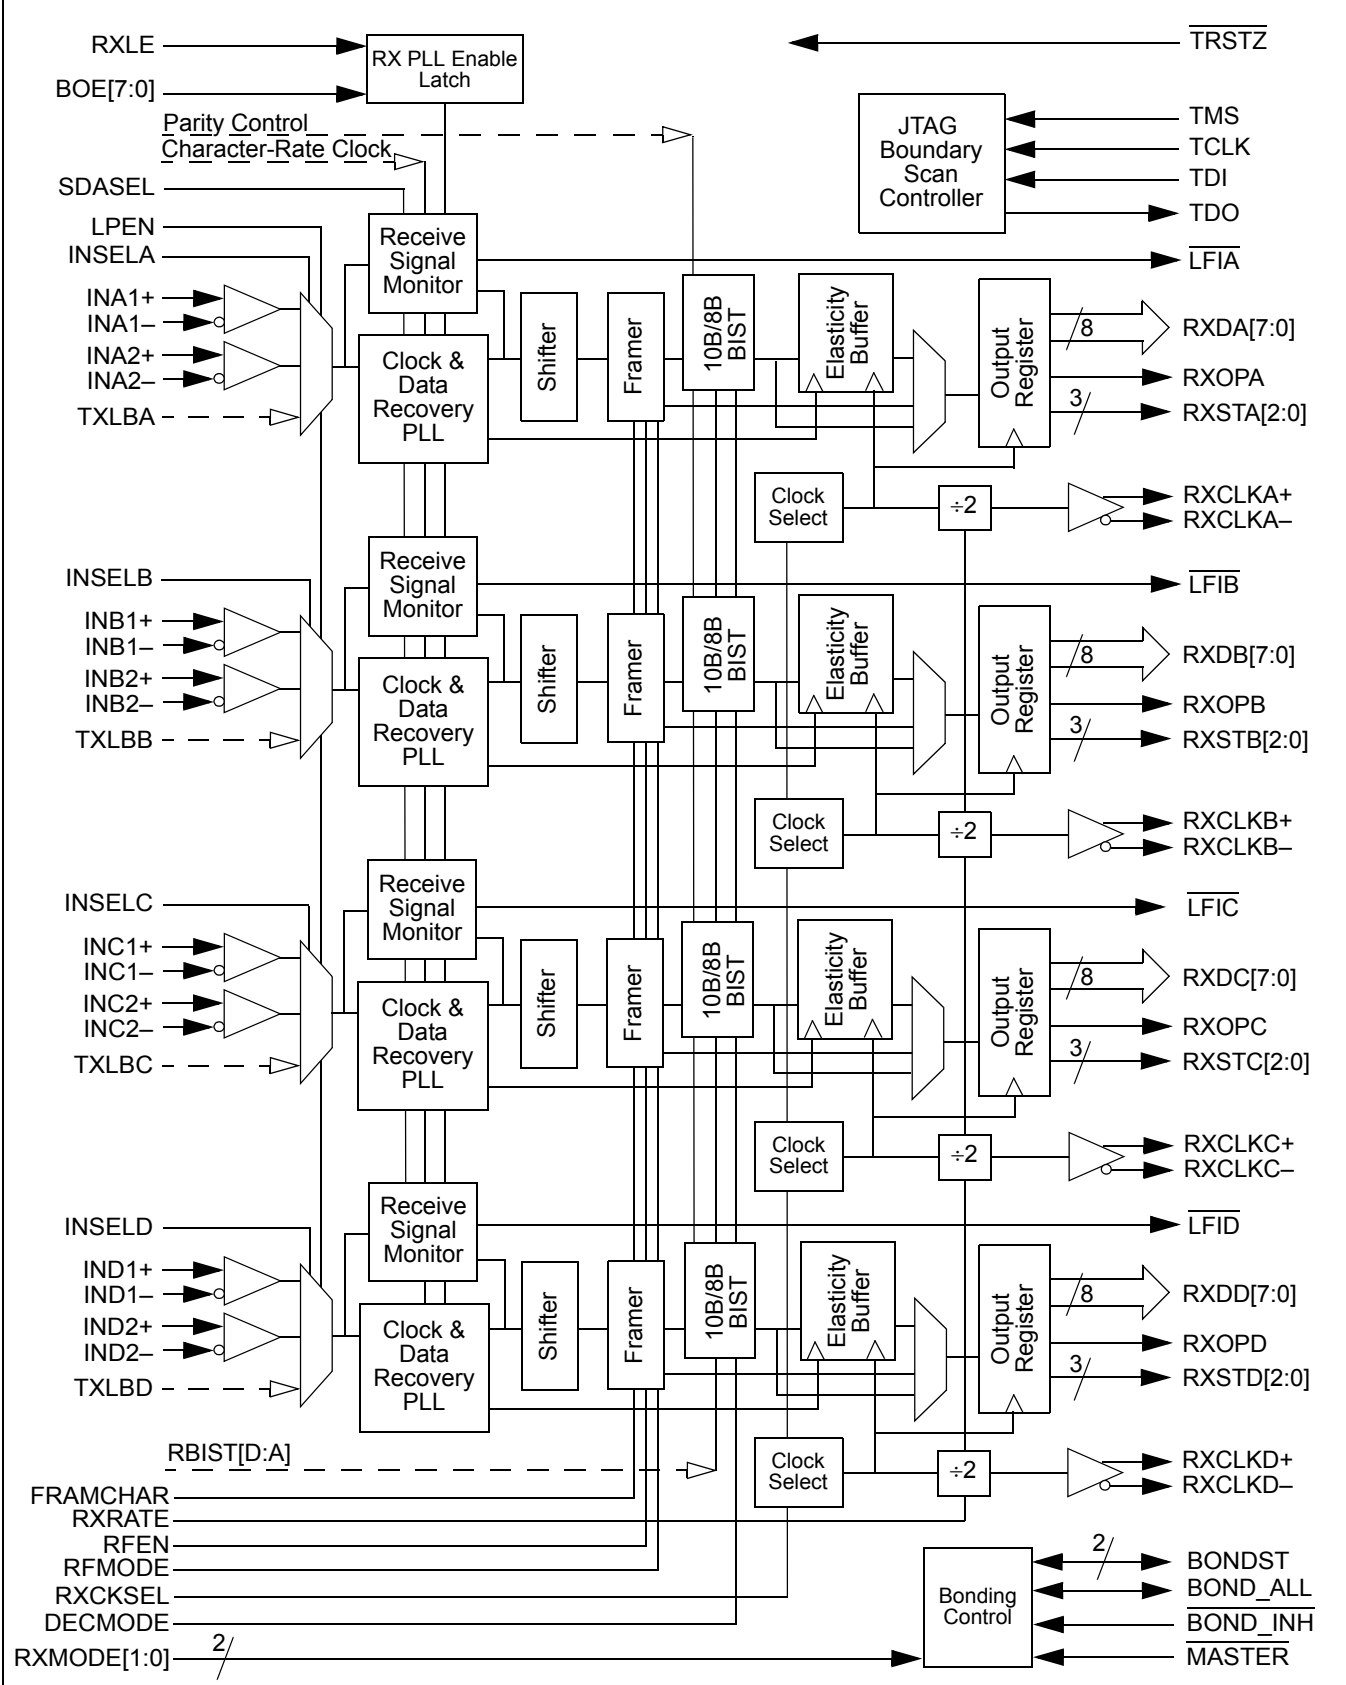 RXLE
BOE[7:0]
RX PLL Enable
Latch
TRSTZ
Parity Control
Character-Rate Clock
JTAG
Boundary
Scan
Controller
TMS
TCLK
TDI
TDO
SDASEL
LPEN
INSELA
INA1+
INA1–
INA2+
INA2–
TXLBA
Receive
Signal
Monitor
Clock &
Data
Recovery
PLL
Shifter
Framer
10B/8B
BIST
Elasticity
Buffer
Output
Register
LFIA
8
RXDA[7:0]
RXOPA
3
RXSTA[2:0]
Clock
Select
÷2
RXCLKA+
RXCLKA–
INSELB
INB1+
INB1–
INB2+
INB2–
TXLBB
Receive
Signal
Monitor
Clock &
Data
Recovery
PLL
Shifter
Framer
10B/8B
BIST
Elasticity
Buffer
Output
Register
LFIB
8
RXDB[7:0]
RXOPB
3
RXSTB[2:0]
Clock
Select
÷2
RXCLKB+
RXCLKB–
INSELC
INC1+
INC1–
INC2+
INC2–
TXLBC
Receive
Signal
Monitor
Clock &
Data
Recovery
PLL
Shifter
Framer
10B/8B
BIST
Elasticity
Buffer
Output
Register
LFIC
8
RXDC[7:0]
RXOPC
3
RXSTC[2:0]
Clock
Select
÷2
RXCLKC+
RXCLKC–
INSELD
IND1+
IND1–
IND2+
IND2–
TXLBD
Receive
Signal
Monitor
Clock &
Data
Recovery
PLL
Shifter
Framer
10B/8B
BIST
Elasticity
Buffer
Output
Register
LFID
8
RXDD[7:0]
RXOPD
3
RXSTD[2:0]
Clock
Select
÷2
RXCLKD+
RXCLKD–
RBIST[D:A]
FRAMCHAR
RXRATE
RFEN
RFMODE
RXCKSEL
DECMODE
RXMODE[1:0]
2
Bonding
Control
2
BONDST
BOND_ALL
BOND_INH
MASTER